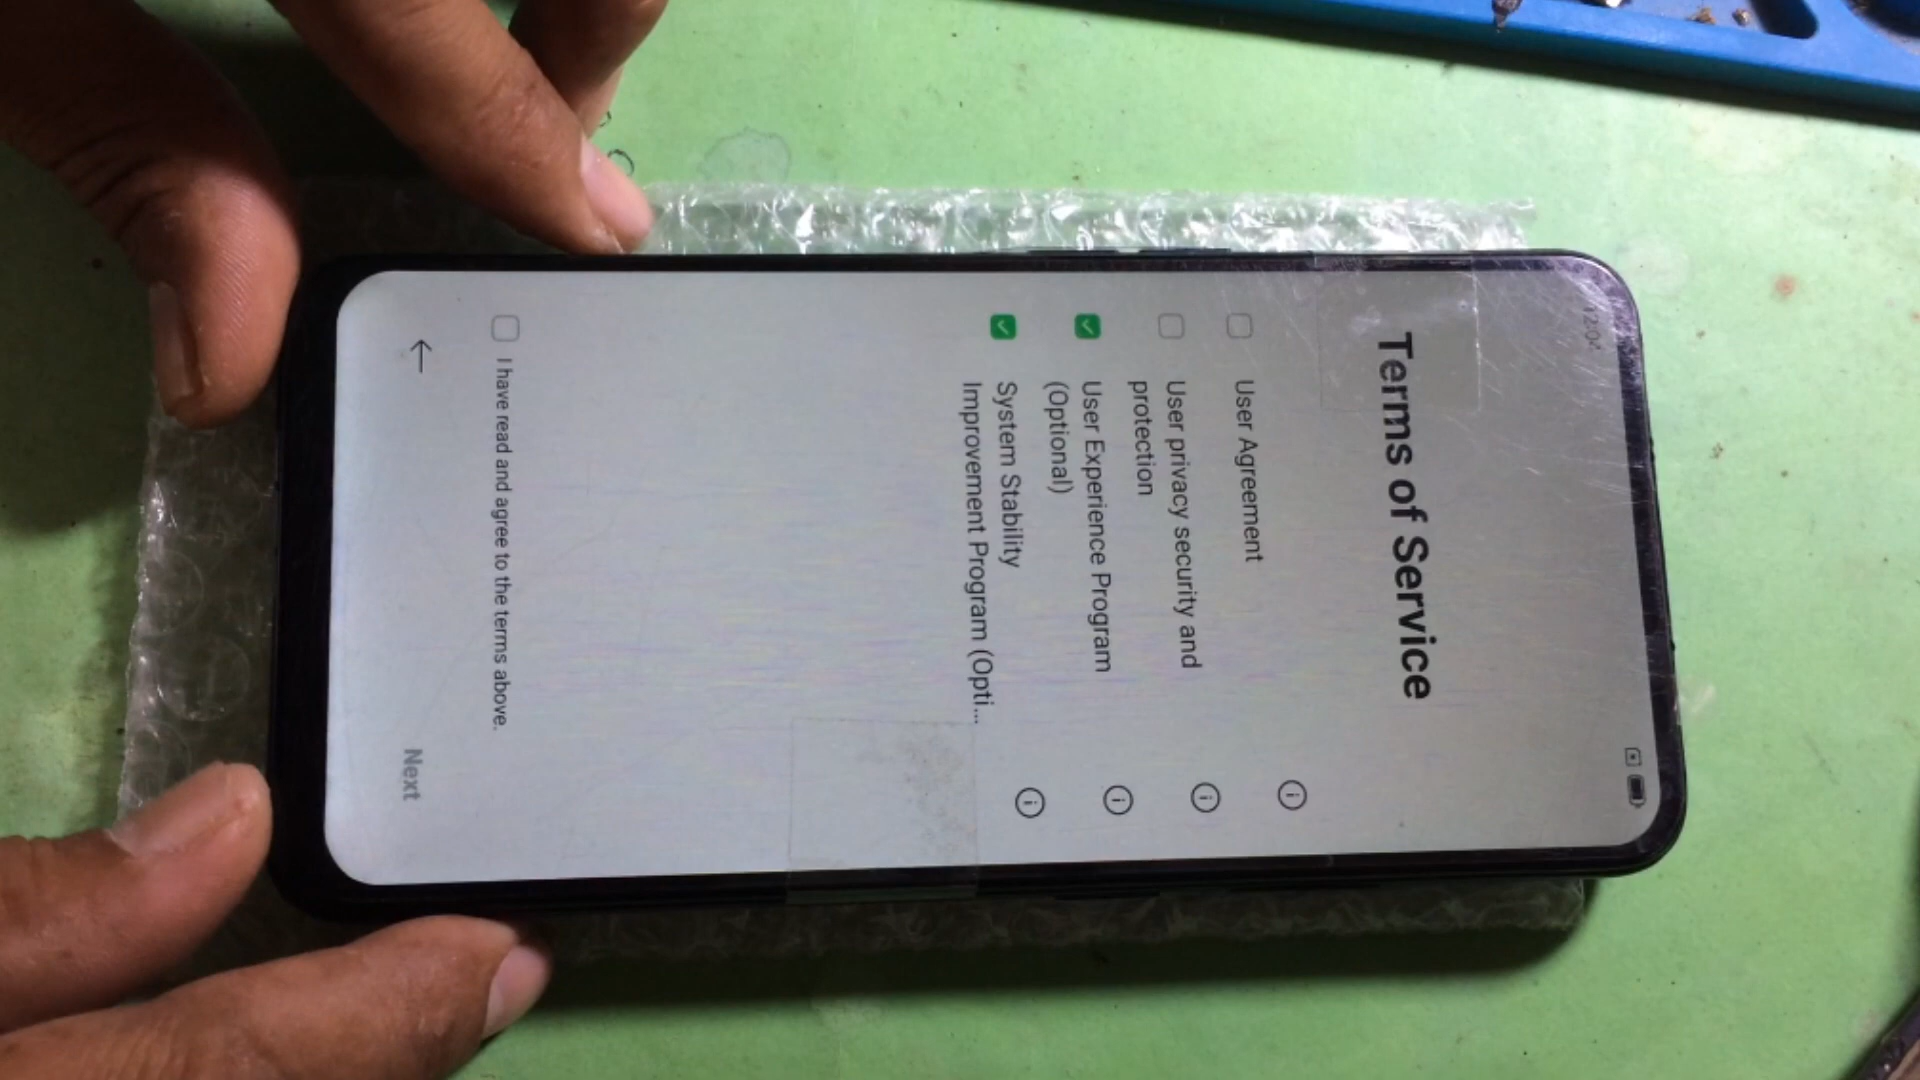 12:04
Terms of Service
User Agreement
User privacy security and
protection
User Experience Program
(Optional)
System Stability
Improvement Program (Opti...
I have read and agree to the terms above.
Next